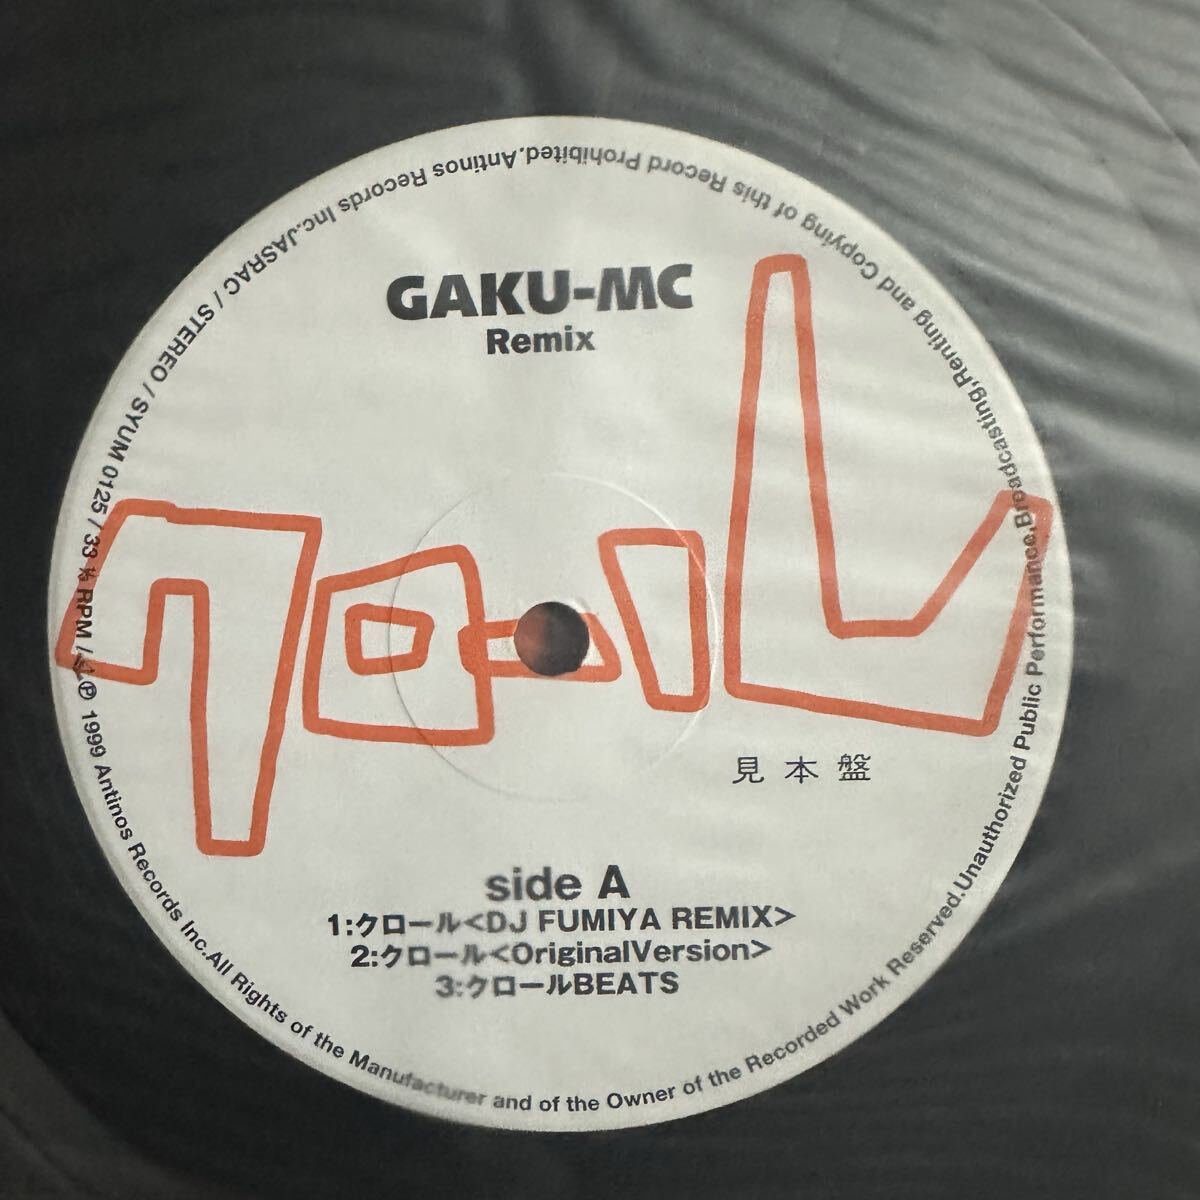 GAKU-MC
Remix
クロール
見本盤
side A
1:クロール<DJ FUMIYA REMIX>
2:クロール<OriginalVersion>
3:クロールBEATS
STEREO / SYUM 0125 / 33 ⅓ RPM / ℗ 1999 Antinos Records Inc.All Rights of the Manufacturer and of the Owner of the Recorded Work Reserved.Unauthorized Public Performance,Broadcasting,Renting and Copying of this Record Prohibited.Antinos Records Inc.JASRAC /